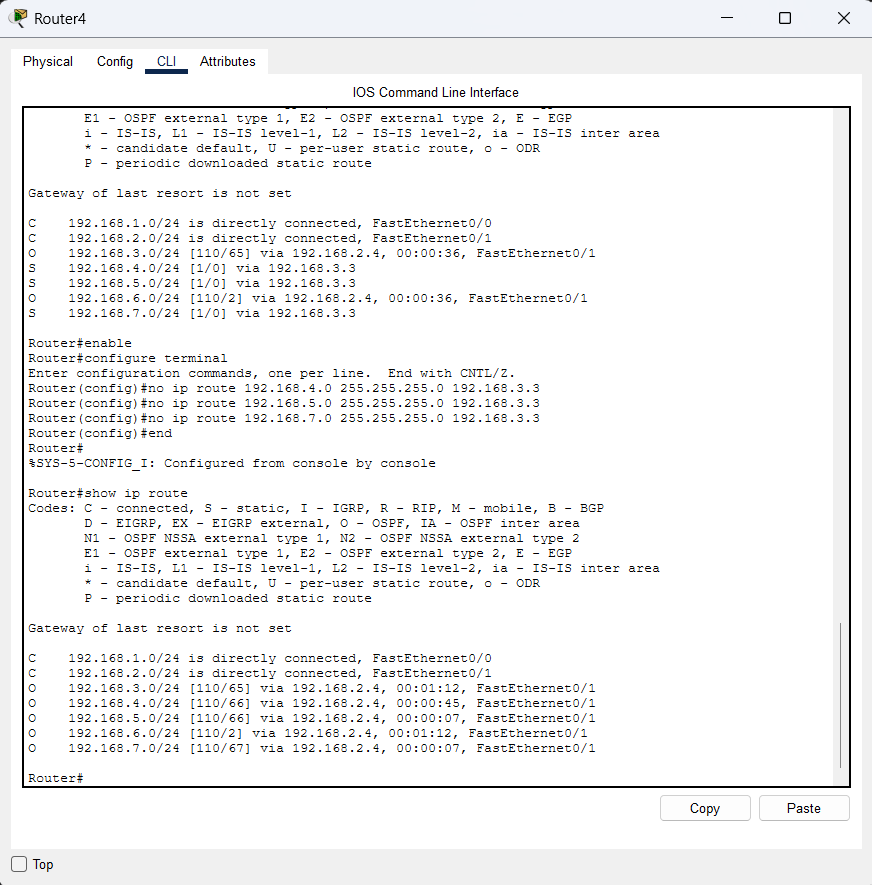 Router4
Physical Config CLI Attributes
IOS Command Line Interface
E1 - OSPF external type 1, E2 - OSPF external type 2, E - EGP
i - IS-IS, L1 - IS-IS level-1, L2 - IS-IS level-2, ia - IS-IS inter area
* - candidate default, U - per-user static route, o - ODR
P - periodic downloaded static route
Gateway of last resort is not set
C    192.168.1.0/24 is directly connected, FastEthernet0/0
C    192.168.2.0/24 is directly connected, FastEthernet0/1
O    192.168.3.0/24 [110/65] via 192.168.2.4, 00:00:36, FastEthernet0/1
S    192.168.4.0/24 [1/0] via 192.168.3.3
S    192.168.5.0/24 [1/0] via 192.168.3.3
O    192.168.6.0/24 [110/2] via 192.168.2.4, 00:00:36, FastEthernet0/1
S    192.168.7.0/24 [1/0] via 192.168.3.3
Router#enable
Router#configure terminal
Enter configuration commands, one per line.  End with CNTL/Z.
Router(config)#no ip route 192.168.4.0 255.255.255.0 192.168.3.3
Router(config)#no ip route 192.168.5.0 255.255.255.0 192.168.3.3
Router(config)#no ip route 192.168.7.0 255.255.255.0 192.168.3.3
Router(config)#end
Router#
%SYS-5-CONFIG_I: Configured from console by console
Router#show ip route
Codes: C - connected, S - static, I - IGRP, R - RIP, M - mobile, B - BGP
D - EIGRP, EX - EIGRP external, O - OSPF, IA - OSPF inter area
N1 - OSPF NSSA external type 1, N2 - OSPF NSSA external type 2
E1 - OSPF external type 1, E2 - OSPF external type 2, E - EGP
i - IS-IS, L1 - IS-IS level-1, L2 - IS-IS level-2, ia - IS-IS inter area
* - candidate default, U - per-user static route, o - ODR
P - periodic downloaded static route
Gateway of last resort is not set
C    192.168.1.0/24 is directly connected, FastEthernet0/0
C    192.168.2.0/24 is directly connected, FastEthernet0/1
O    192.168.3.0/24 [110/65] via 192.168.2.4, 00:01:12, FastEthernet0/1
O    192.168.4.0/24 [110/66] via 192.168.2.4, 00:00:45, FastEthernet0/1
O    192.168.5.0/24 [110/66] via 192.168.2.4, 00:00:07, FastEthernet0/1
O    192.168.6.0/24 [110/2] via 192.168.2.4, 00:01:12, FastEthernet0/1
O    192.168.7.0/24 [110/67] via 192.168.2.4, 00:00:07, FastEthernet0/1
Router#
Copy Paste
Top